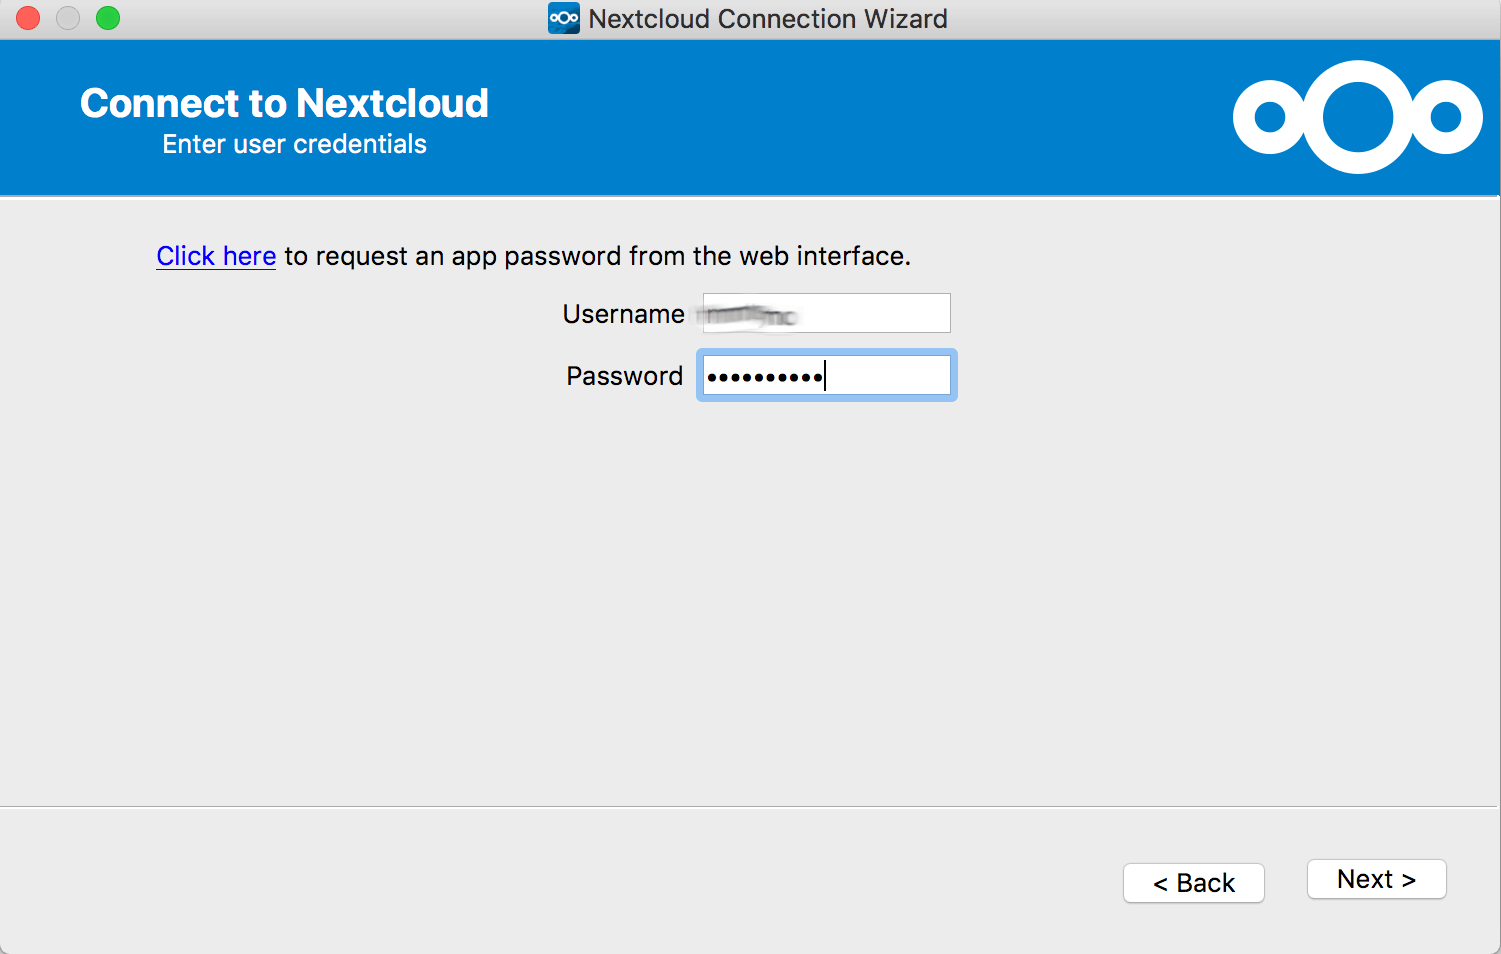 Nextcloud Connection Wizard
Connect to Nextcloud
Enter user credentials
Click here to request an app password from the web interface.
Username
Password ••••••••••
< Back
Next >